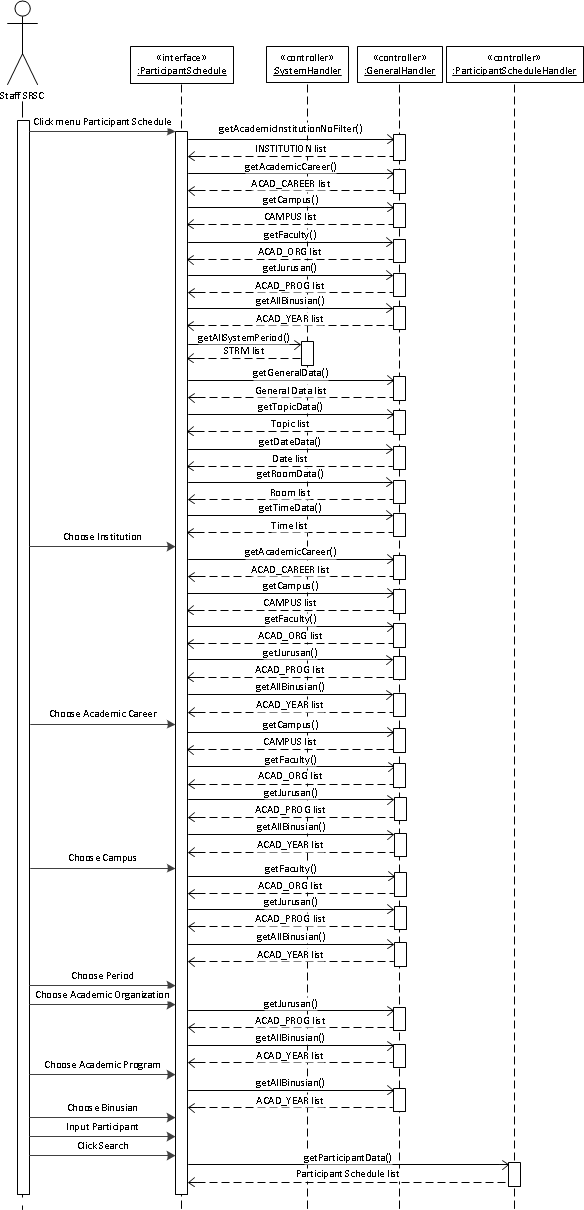 «interface»
:ParticipantSchedule
«controller»
:SystemHandler
«controller»
:GeneralHandler
«controller»
:ParticipantScheduleHandler
Staff SRSC
Click menu Participant Schedule
getAcademicInstitutionNoFilter()
INSTITUTION list
getAcademicCareer()
ACAD_CAREER list
getCampus()
CAMPUS list
getFaculty()
ACAD_ORG list
getJurusan()
ACAD_PROG list
getAllBinusian()
ACAD_YEAR list
getAllSystemPeriod()
STRM list
getGeneralData()
General Data list
getTopicData()
Topic list
getDateData()
Date list
getRoomData()
Room list
getTimeData()
Time list
Choose Institution
getAcademicCareer()
ACAD_CAREER list
getCampus()
CAMPUS list
getFaculty()
ACAD_ORG list
getJurusan()
ACAD_PROG list
getAllBinusian()
ACAD_YEAR list
Choose Academic Career
getCampus()
CAMPUS list
getFaculty()
ACAD_ORG list
getJurusan()
ACAD_PROG list
getAllBinusian()
ACAD_YEAR list
Choose Campus
getFaculty()
ACAD_ORG list
getJurusan()
ACAD_PROG list
getAllBinusian()
ACAD_YEAR list
Choose Period
Choose Academic Organization
getJurusan()
ACAD_PROG list
getAllBinusian()
ACAD_YEAR list
Choose Academic Program
getAllBinusian()
ACAD_YEAR list
Choose Binusian
Input Participant
Click Search
getParticipantData()
Participant Schedule list